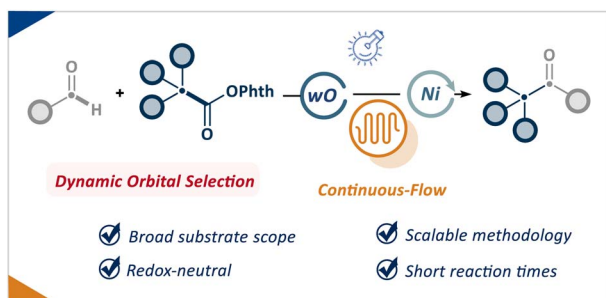 O
H
+
OPhth
O
wO
Ni
O
Dynamic Orbital Selection
Continuous-Flow
Broad substrate scope
Scalable methodology
Redox-neutral
Short reaction times